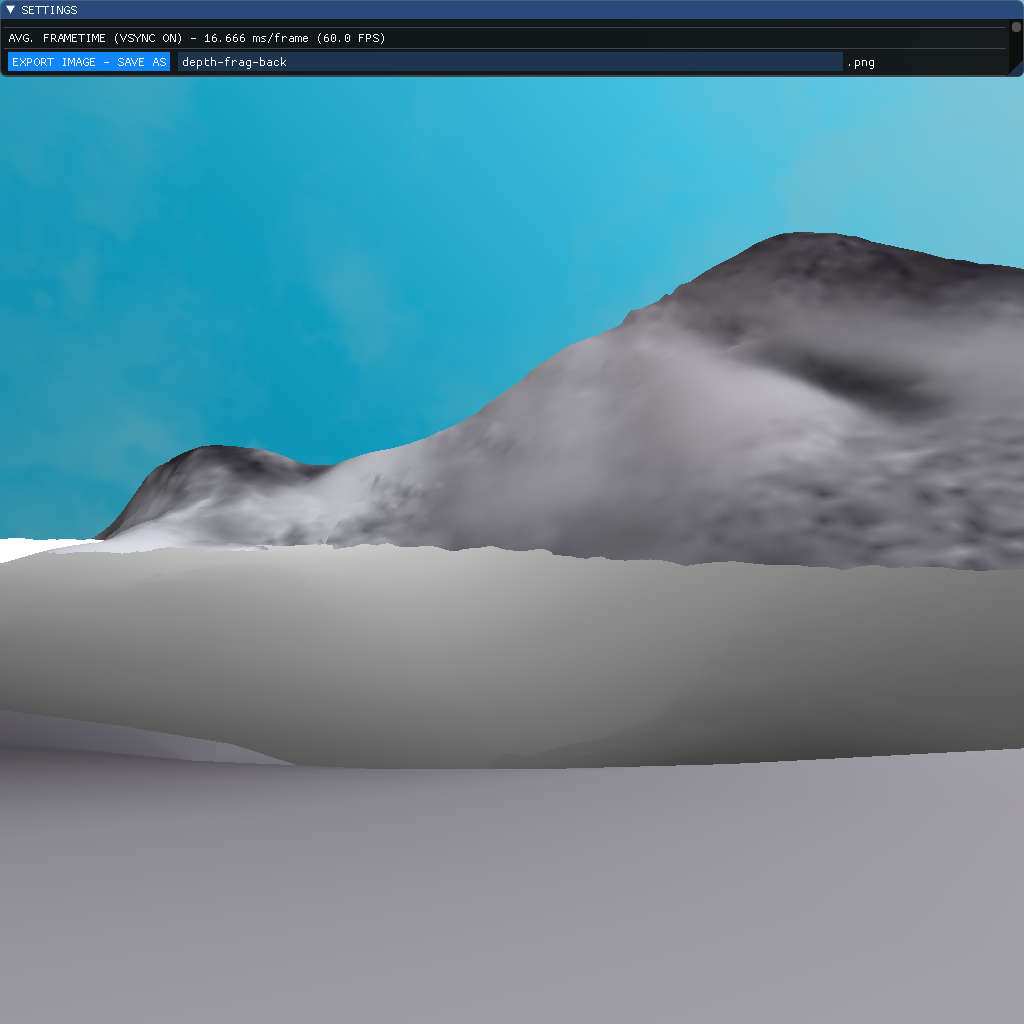 SETTINGS
AVG. FRAMETIME (VSYNC ON) - 16.666 ms/frame (60.0 FPS)
EXPORT IMAGE - SAVE AS depth-frag-back .png